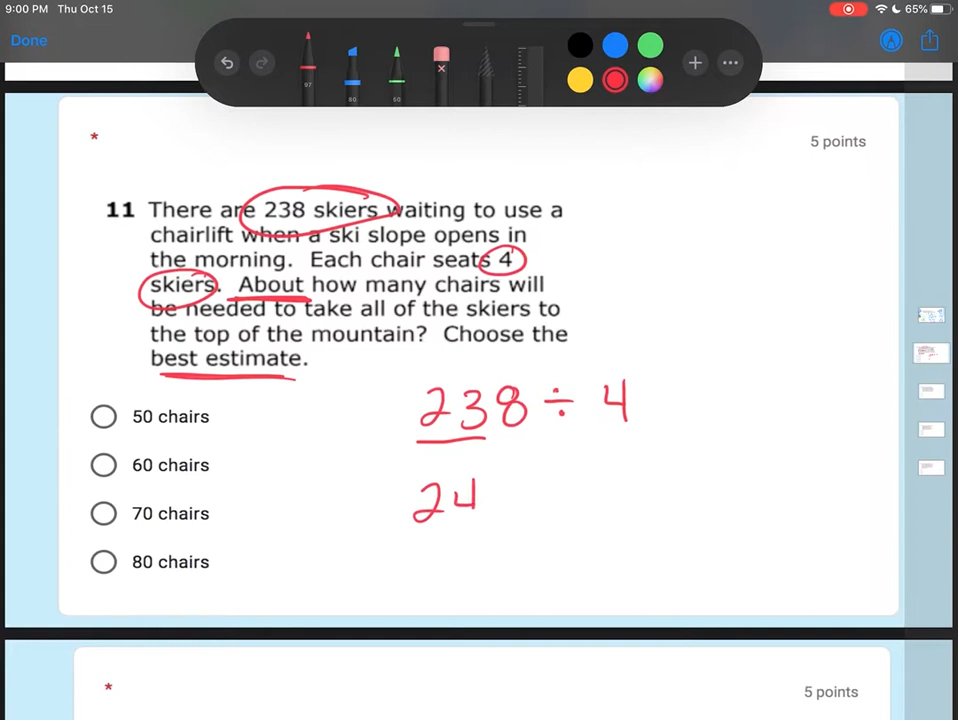 9:00 PM Thu Oct 15
65%
Done
97
80
50
*
5 points
11 There are 238 skiers waiting to use a
chairlift when a ski slope opens in
the morning. Each chair seats 4
skiers. About how many chairs will
be needed to take all of the skiers to
the top of the mountain? Choose the
best estimate.
238 ÷ 4
50 chairs
60 chairs
24
70 chairs
80 chairs
*
5 points